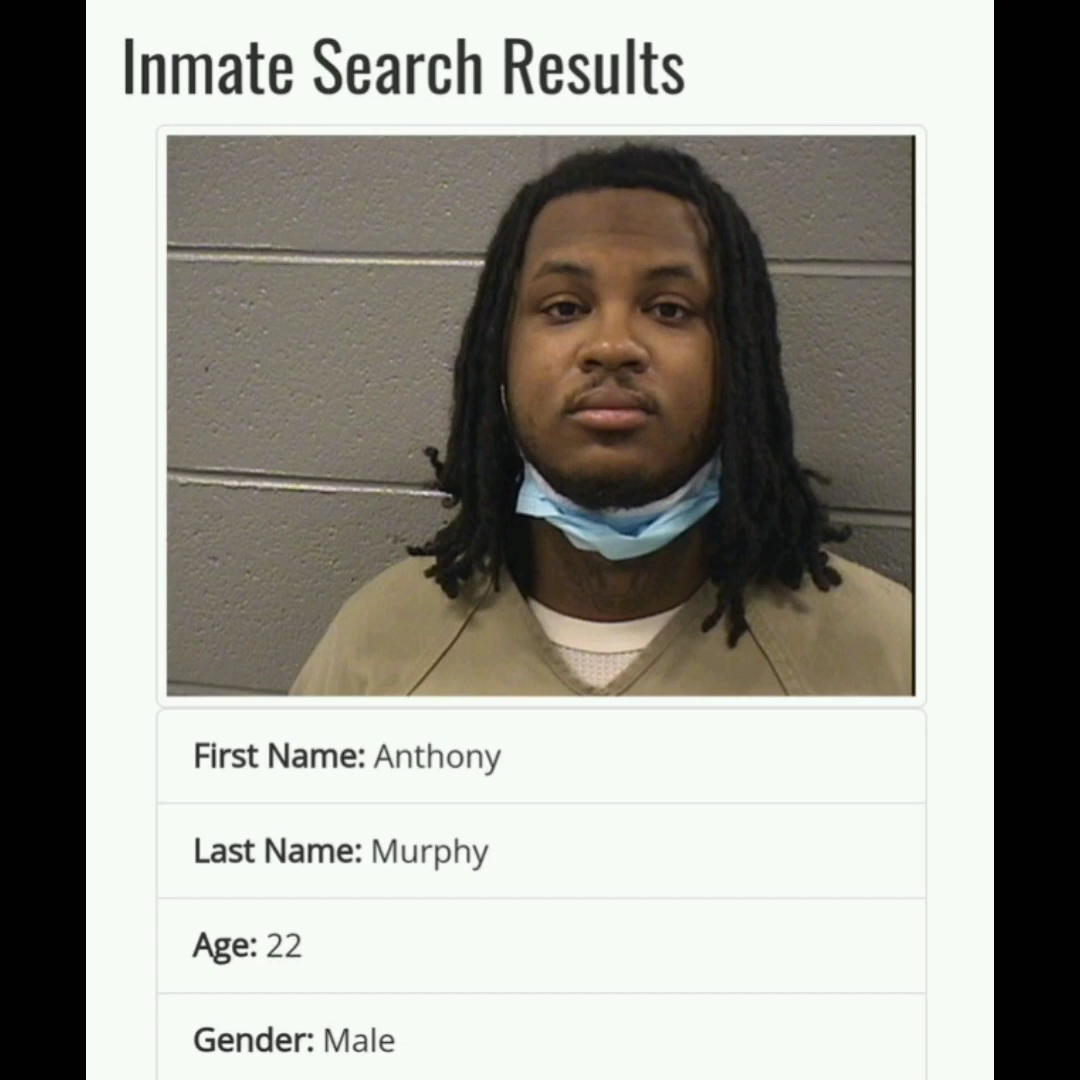 Inmate Search Results
First Name: Anthony
Last Name: Murphy
Age: 22
Gender: Male